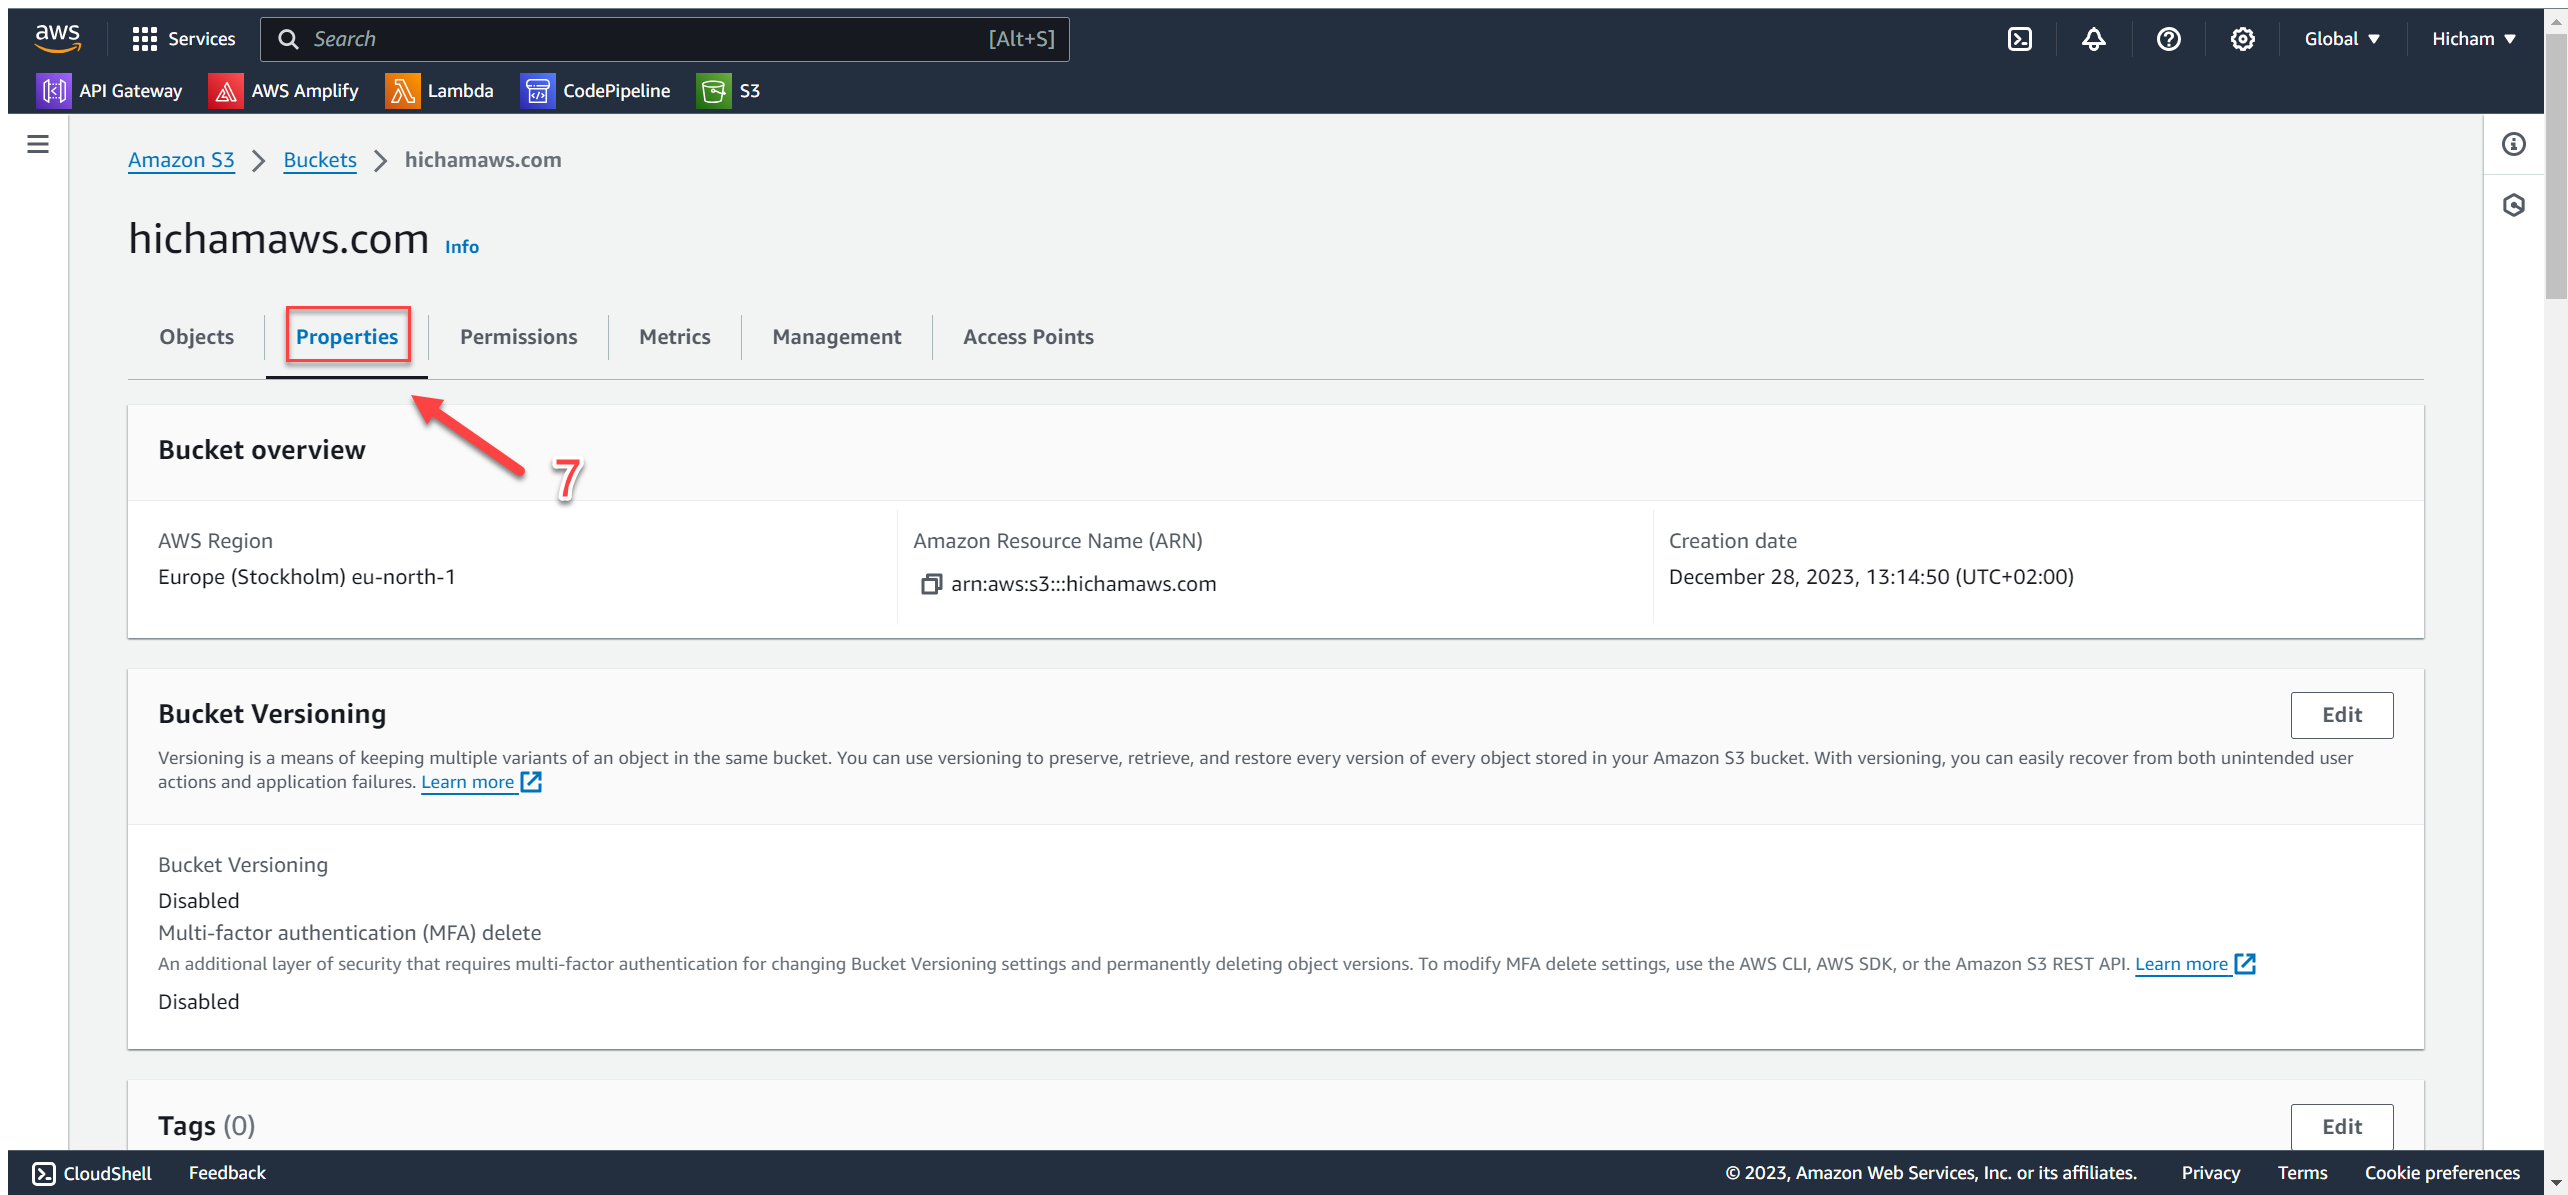 aws Services Search [Alt+S] Global Hicham
API Gateway AWS Amplify Lambda CodePipeline S3
Amazon S3 Buckets hichamaws.com
hichamaws.com Info
Objects Properties Permissions Metrics Management Access Points
7
Bucket overview
AWS Region
Europe (Stockholm) eu-north-1
Amazon Resource Name (ARN)
arn:aws:s3:::hichamaws.com
Creation date
December 28, 2023, 13:14:50 (UTC+02:00)
Bucket Versioning Edit
Versioning is a means of keeping multiple variants of an object in the same bucket. You can use versioning to preserve, retrieve, and restore every version of every object stored in your Amazon S3 bucket. With versioning, you can easily recover from both unintended user
actions and application failures. Learn more
Bucket Versioning
Disabled
Multi-factor authentication (MFA) delete
An additional layer of security that requires multi-factor authentication for changing Bucket Versioning settings and permanently deleting object versions. To modify MFA delete settings, use the AWS CLI, AWS SDK, or the Amazon S3 REST API. Learn more
Disabled
Tags (0) Edit
CloudShell Feedback © 2023, Amazon Web Services, Inc. or its affiliates. Privacy Terms Cookie preferences